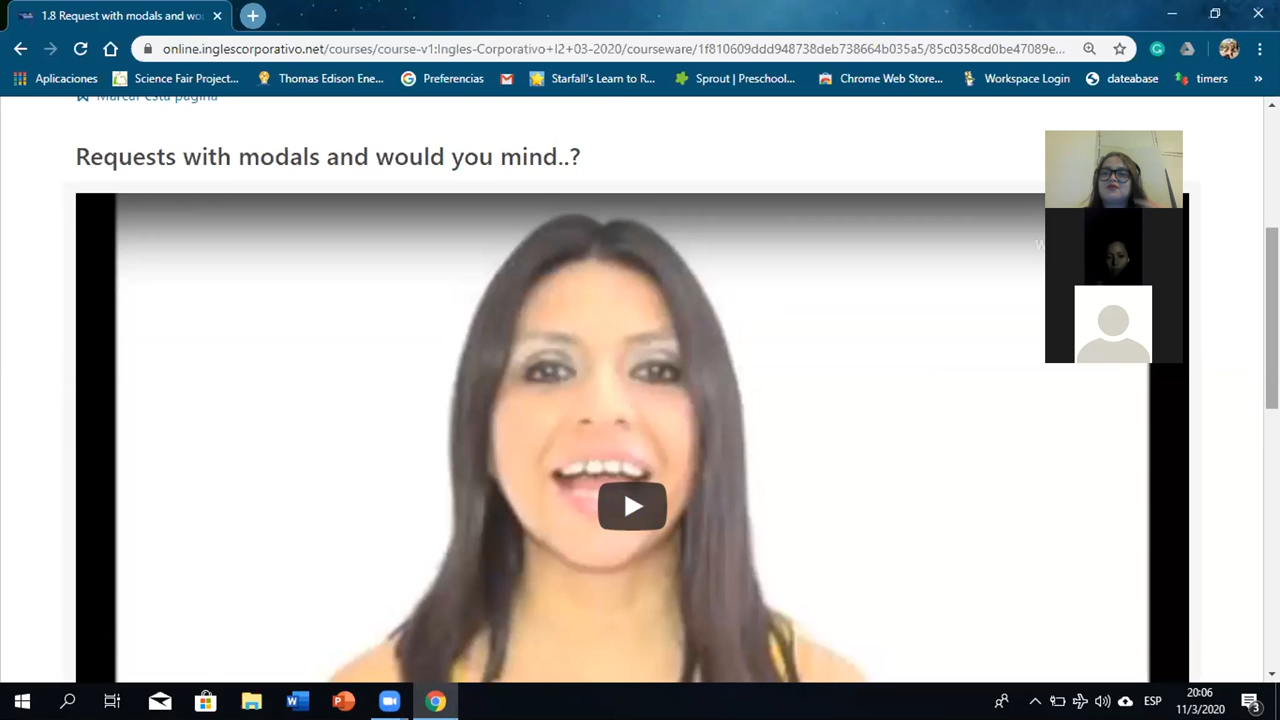 1.8 Request with modals and wo
online.inglescorporativo.net/courses/course-v1:Ingles-Corporativo+I2+03-2020/courseware/1f810609ddd948738deb738664b035a5/85c0358cd0be47089e...
Aplicaciones Science Fair Project... Thomas Edison Ene... Preferencias Starfall's Learn to R... Sprout | Preschool... Chrome Web Store... Workspace Login dateabase timers »
Marcar esta página
Requests with modals and would you mind..?
W
ESP
20:06
11/3/2020
3